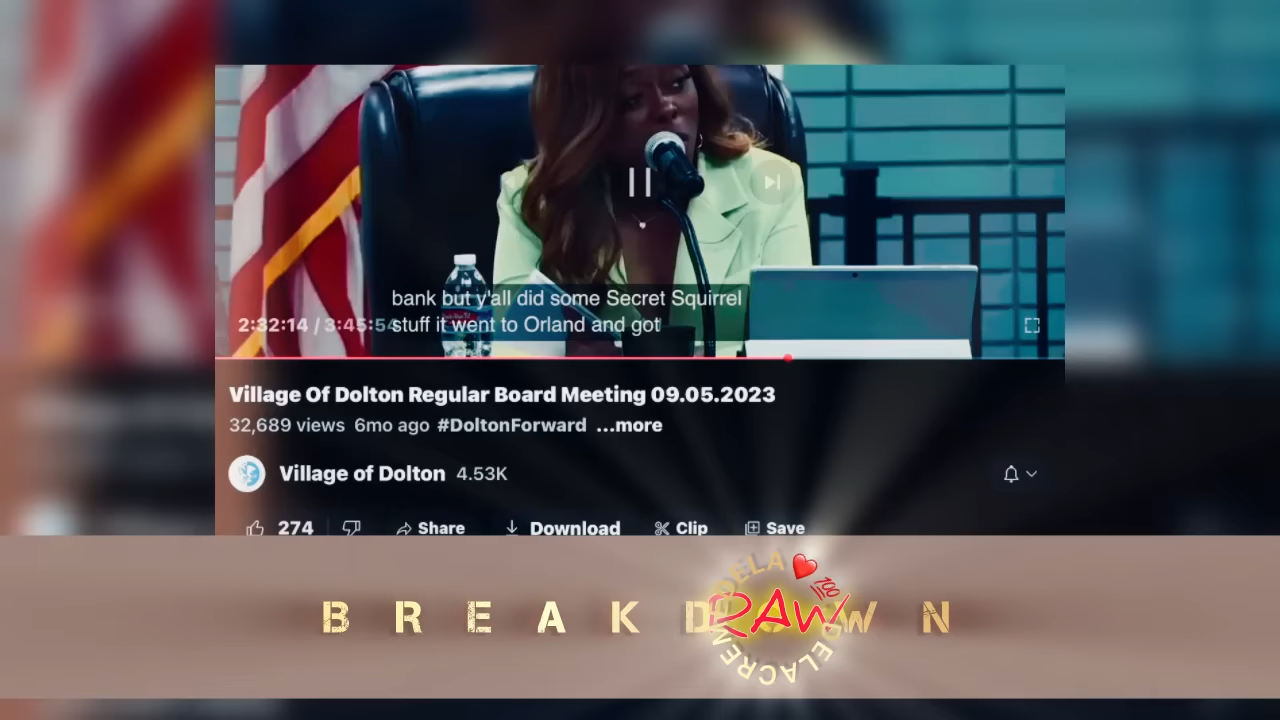 bank but y'all did some Secret Squirrel
2:32:14 / 3:45:54
stuff it went to Orland and got
Village Of Dolton Regular Board Meeting 09.05.2023
32,689 views 6mo ago #DoltonForward ...more
Village of Dolton 4.53K
274 Share Download Clip Save
BREAKDOWN
RAW
100